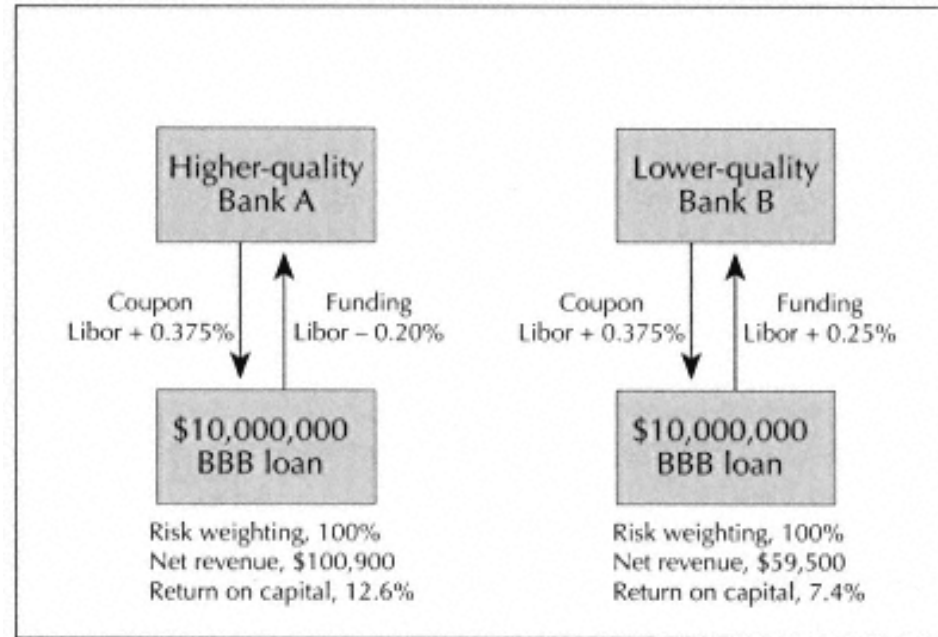 Higher-quality
Bank A
Lower-quality
Bank B
Coupon
Libor + 0.375%
Funding
Libor – 0.20%
Coupon
Libor + 0.375%
Funding
Libor + 0.25%
$10,000,000
BBB loan
$10,000,000
BBB loan
Risk weighting, 100%
Net revenue, $100,900
Return on capital, 12.6%
Risk weighting, 100%
Net revenue, $59,500
Return on capital, 7.4%